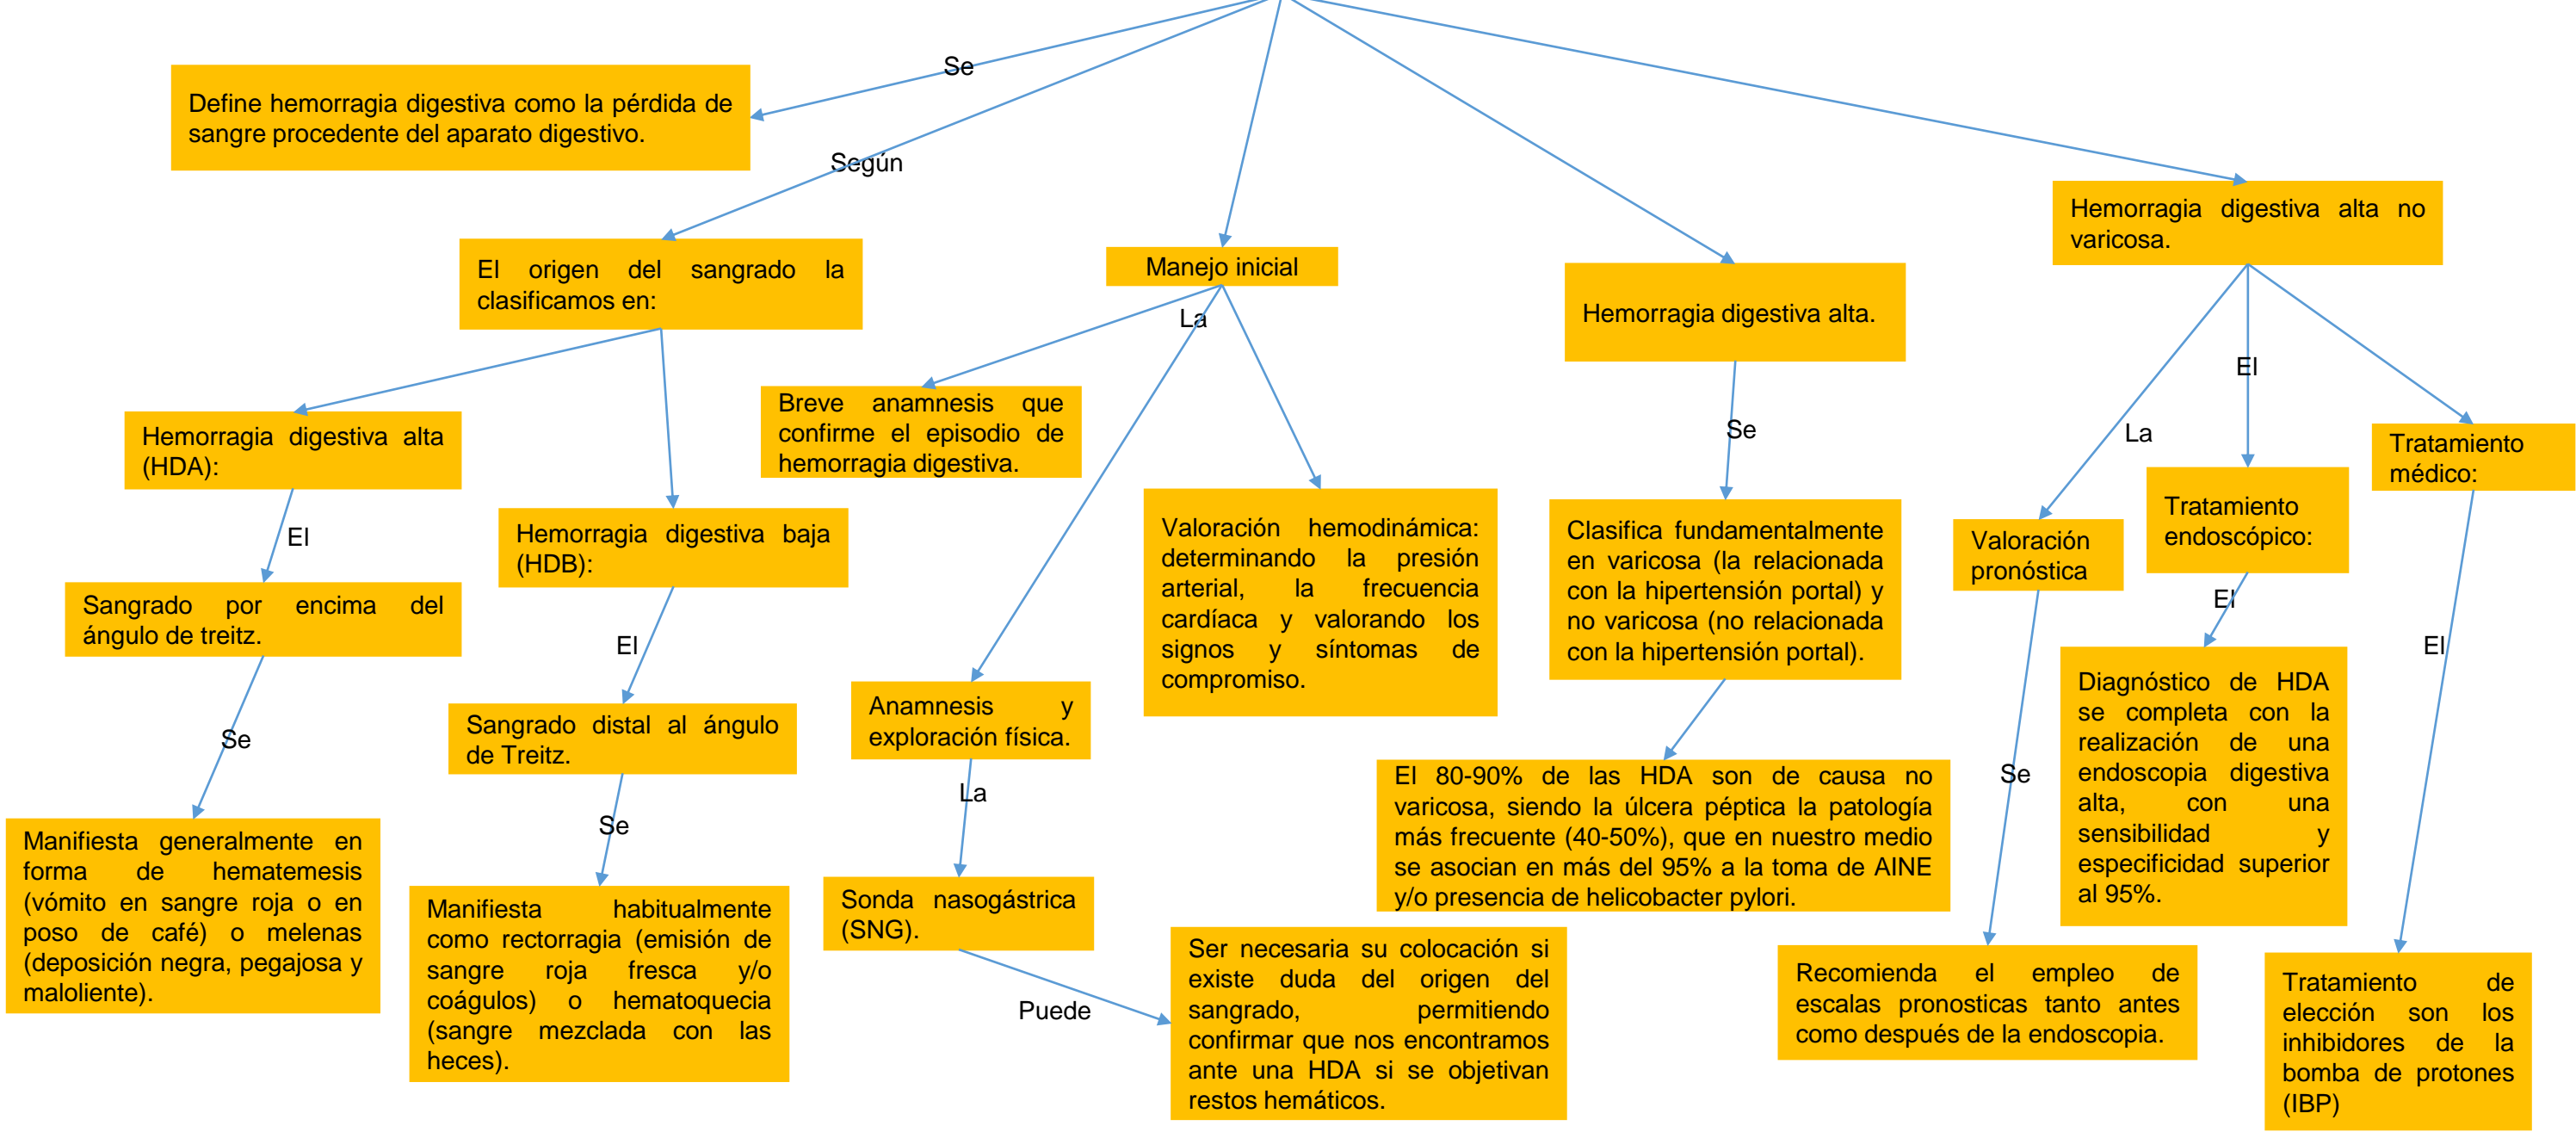 Se
Define hemorragia digestiva como la pérdida de
sangre procedente del aparato digestivo.
Según
El origen del sangrado la
clasificamos en:
Hemorragia digestiva alta
(HDA):
El
Sangrado por encima del
ángulo de treitz.
Se
Manifiesta generalmente en
forma de hematemesis
(vómito en sangre roja o en
poso de café) o melenas
(deposición negra, pegajosa y
maloliente).
Hemorragia digestiva baja
(HDB):
El
Sangrado distal al ángulo
de Treitz.
Se
Manifiesta habitualmente
como rectorragia (emisión de
sangre roja fresca y/o
coágulos) o hematoquecia
(sangre mezclada con las
heces).
Manejo inicial
La
Breve anamnesis que
confirme el episodio de
hemorragia digestiva.
Valoración hemodinámica:
determinando la presión
arterial, la frecuencia
cardíaca y valorando los
signos y síntomas de
compromiso.
Anamnesis y
exploración física.
La
Sonda nasogástrica
(SNG).
Puede
Ser necesaria su colocación si
existe duda del origen del
sangrado, permitiendo
confirmar que nos encontramos
ante una HDA si se objetivan
restos hemáticos.
Hemorragia digestiva alta.
Se
Clasifica fundamentalmente
en varicosa (la relacionada
con la hipertensión portal) y
no varicosa (no relacionada
con la hipertensión portal).
El 80-90% de las HDA son de causa no
varicosa, siendo la úlcera péptica la patología
más frecuente (40-50%), que en nuestro medio
se asocian en más del 95% a la toma de AINE
y/o presencia de helicobacter pylori.
Hemorragia digestiva alta no
varicosa.
La
Valoración
pronóstica
Se
Recomienda el empleo de
escalas pronosticas tanto antes
como después de la endoscopia.
El
Tratamiento
endoscópico:
El
Diagnóstico de HDA
se completa con la
realización de una
endoscopia digestiva
alta, con una
sensibilidad y
especificidad superior
al 95%.
Tratamiento
médico:
El
Tratamiento de
elección son los
inhibidores de la
bomba de protones
(IBP)